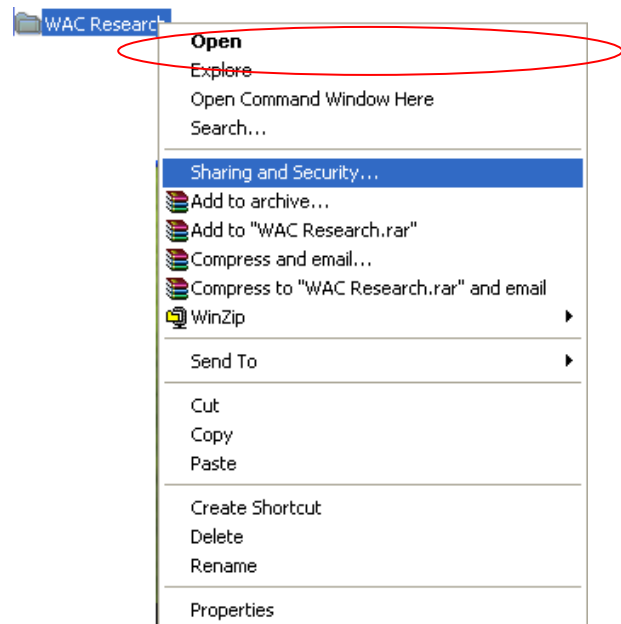 WAC Research
Open
Explore
Open Command Window Here
Search...
Sharing and Security...
Add to archive...
Add to "WAC Research.rar"
Compress and email...
Compress to "WAC Research.rar" and email
WinZip
Send To
Cut
Copy
Paste
Create Shortcut
Delete
Rename
Properties